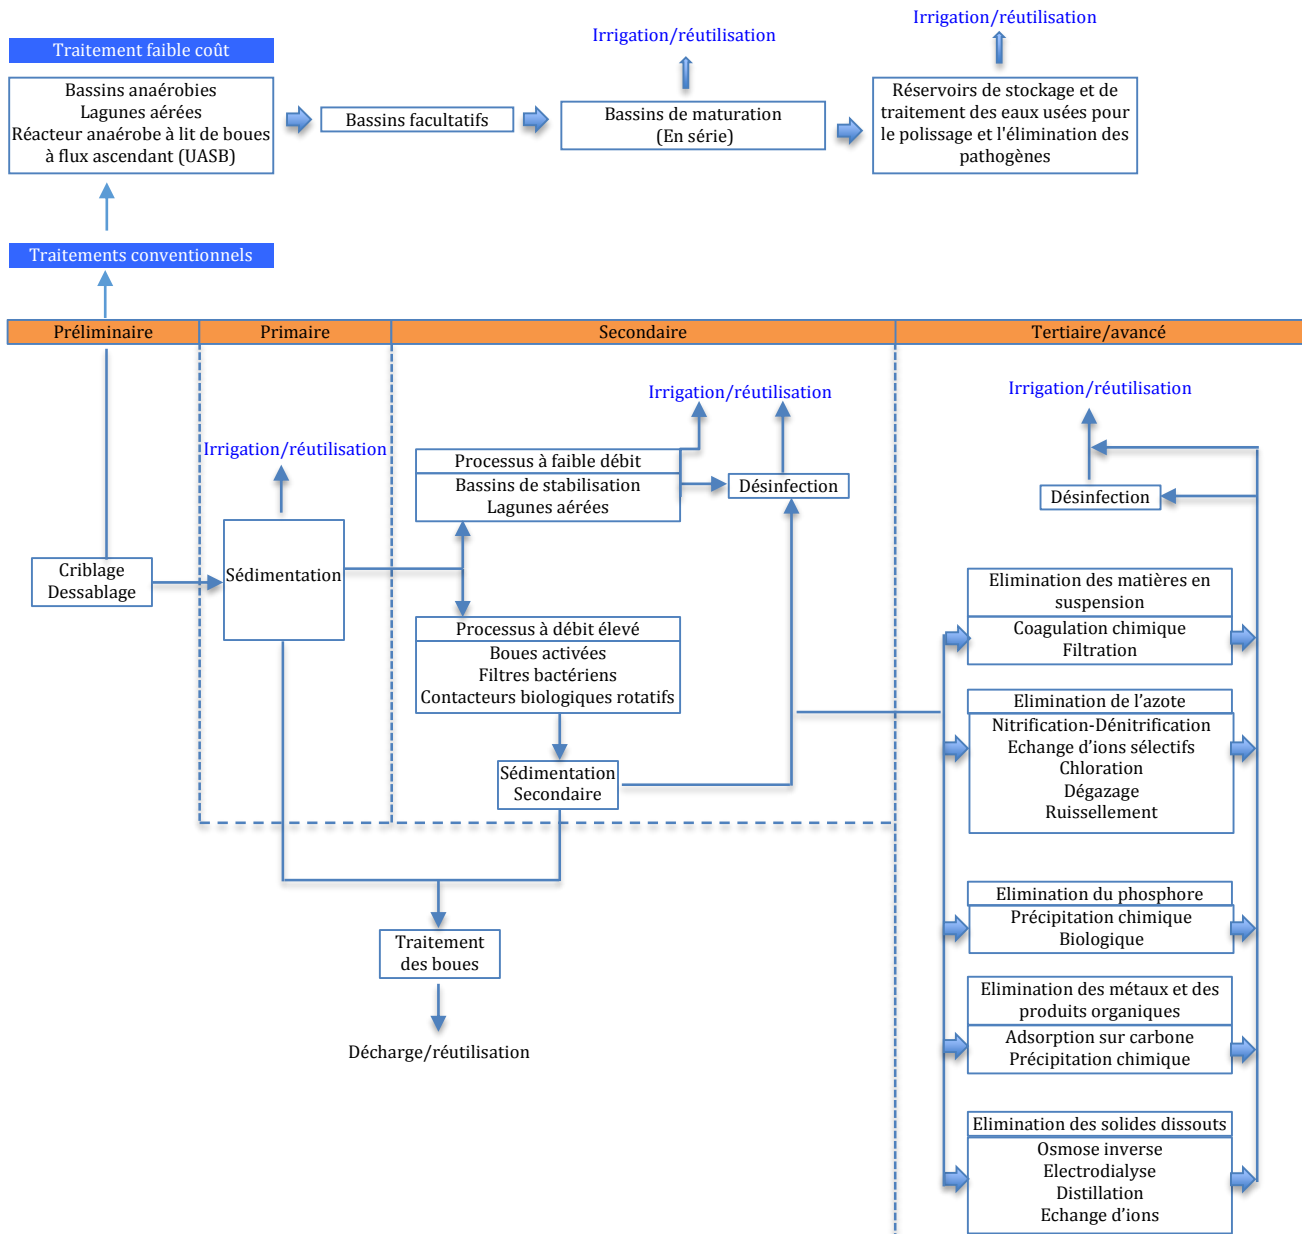 Irrigation/réutilisation
Irrigation/réutilisation
Traitement faible coût
Bassins anaérobies
Lagunes aérées
Réacteur anaérobe à lit de boues
à flux ascendant (UASB)
Bassins facultatifs
Bassins de maturation
(En série)
Réservoirs de stockage et de
traitement des eaux usées pour
le polissage et l'élimination des
pathogènes
Traitements conventionnels
Préliminaire
Primaire
Secondaire
Tertiaire/avancé
Criblage
Dessablage
Irrigation/réutilisation
Sédimentation
Irrigation/réutilisation
Processus à faible débit
Bassins de stabilisation
Lagunes aérées
Désinfection
Processus à débit élevé
Boues activées
Filtres bactériens
Contacteurs biologiques rotatifs
Sédimentation
Secondaire
Traitement
des boues
Décharge/réutilisation
Irrigation/réutilisation
Désinfection
Elimination des matières en
suspension
Coagulation chimique
Filtration
Elimination de l’azote
Nitrification-Dénitrification
Echange d’ions sélectifs
Chloration
Dégazage
Ruissellement
Elimination du phosphore
Précipitation chimique
Biologique
Elimination des métaux et des
produits organiques
Adsorption sur carbone
Précipitation chimique
Elimination des solides dissouts
Osmose inverse
Electrodialyse
Distillation
Echange d’ions